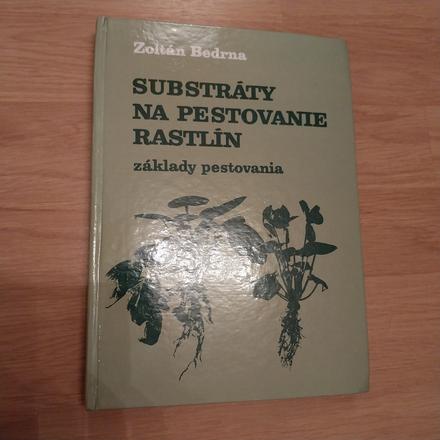 Zoltán Bedrna
SUBSTRÁTY
NA PESTOVANIE
RASTLÍN
základy pestovania